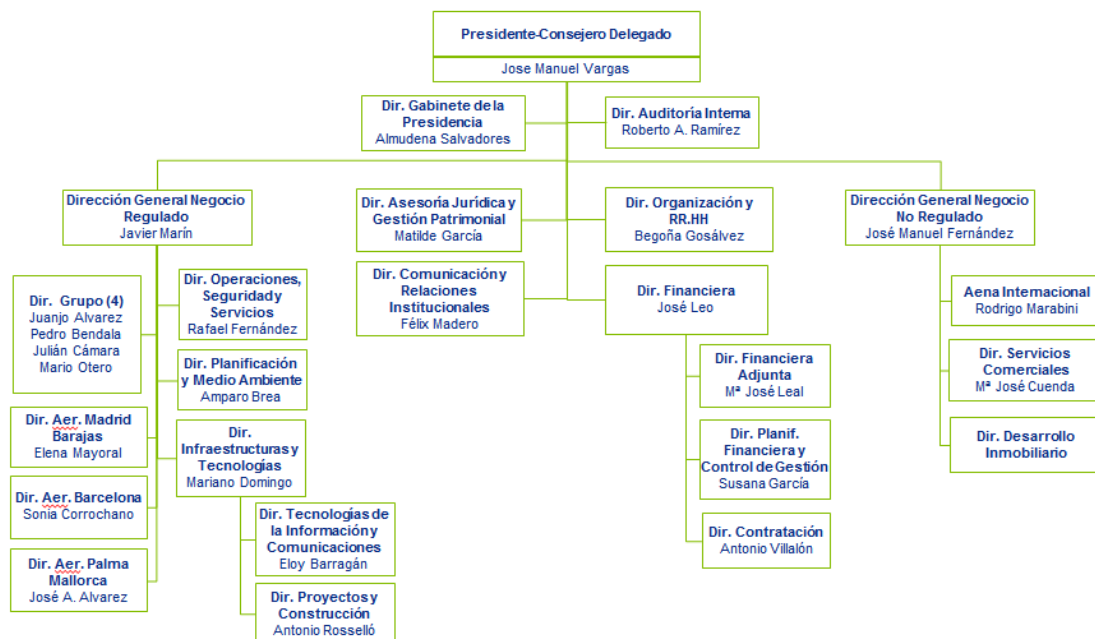 Presidente-Consejero Delegado
Jose Manuel Vargas
Dir. Gabinete de la
Presidencia
Almudena Salvadores
Dir. Auditoría Interna
Roberto A. Ramírez
Dirección General Negocio
Regulado
Javier Marín
Dir. Asesoría Jurídica y
Gestión Patrimonial
Matilde García
Dir. Organización y
RR.HH
Begoña Gosálvez
Dirección General Negocio
No Regulado
José Manuel Fernández
Dir. Grupo (4)
Juanjo Alvarez
Pedro Bendala
Julián Cámara
Mario Otero
Dir. Operaciones,
Seguridad y
Servicios
Rafael Fernández
Dir. Comunicación y
Relaciones
Institucionales
Félix Madero
Dir. Financiera
José Leo
Aena Internacional
Rodrigo Marabini
Dir. Planificación
y Medio Ambiente
Amparo Brea
Dir. Financiera
Adjunta
Mª José Leal
Dir. Servicios
Comerciales
Mª José Cuenda
Dir. Aer. Madrid
Barajas
Elena Mayoral
Dir.
Infraestructuras y
Tecnologías
Mariano Domingo
Dir. Planif.
Financiera y
Control de Gestión
Susana García
Dir. Desarrollo
Inmobiliario
Dir. Aer. Barcelona
Sonia Corrochano
Dir. Tecnologías de
la Información y
Comunicaciones
Eloy Barragán
Dir. Contratación
Antonio Villalón
Dir. Aer. Palma
Mallorca
José A. Alvarez
Dir. Proyectos y
Construcción
Antonio Rosselló